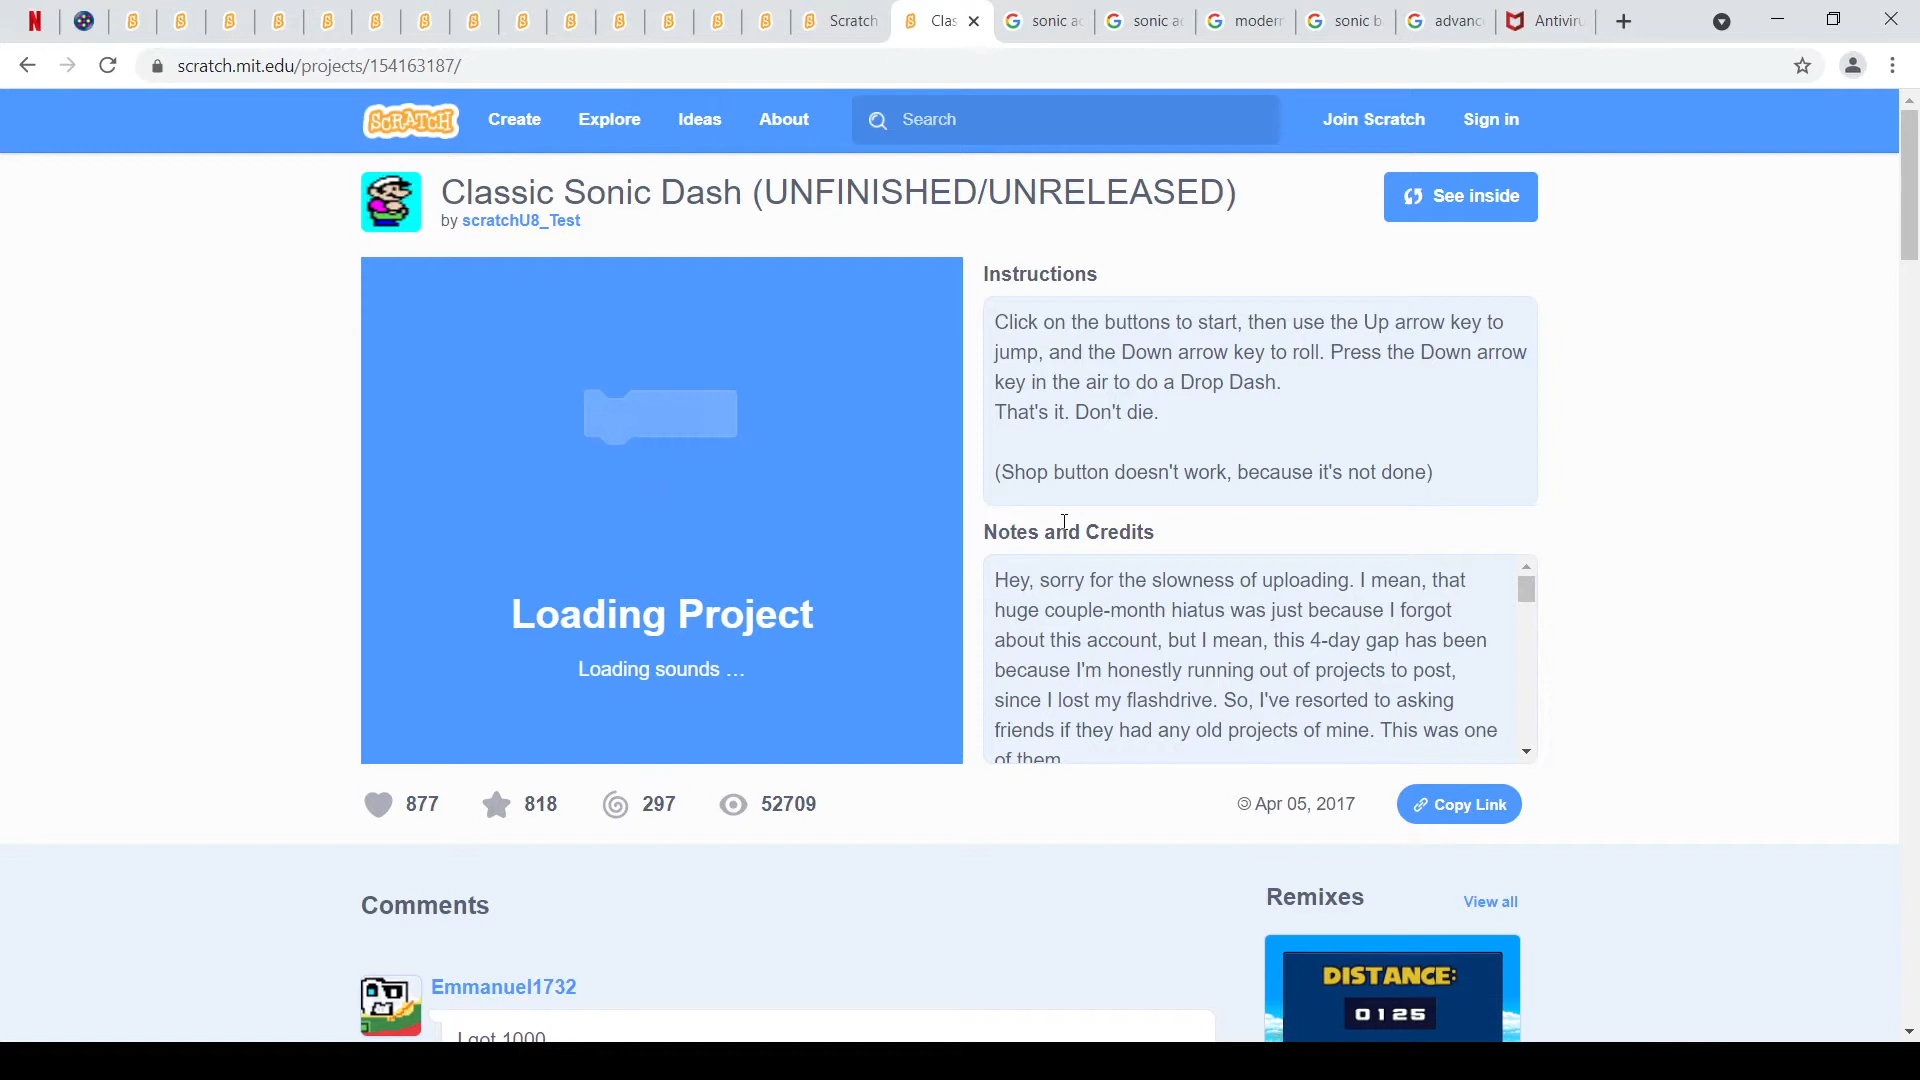 Scratch
Clas
sonic a
sonic a
modern
sonic b
advanc
Antiviru
scratch.mit.edu/projects/154163187/
SCRATCH
Create
Explore
Ideas
About
Search
Join Scratch
Sign in
Classic Sonic Dash (UNFINISHED/UNRELEASED)
by scratchU8_Test
See inside
Loading Project
Loading sounds …
Instructions
Click on the buttons to start, then use the Up arrow key to
jump, and the Down arrow key to roll. Press the Down arrow
key in the air to do a Drop Dash.
That's it. Don't die.
(Shop button doesn't work, because it's not done)
Notes and Credits
Hey, sorry for the slowness of uploading. I mean, that
huge couple-month hiatus was just because I forgot
about this account, but I mean, this 4-day gap has been
because I'm honestly running out of projects to post,
since I lost my flashdrive. So, I've resorted to asking
friends if they had any old projects of mine. This was one
of them
877
818
297
52709
Apr 05, 2017
Copy Link
Comments
Remixes
View all
Emmanuel1732
I got 1000
DISTANCE:
0125